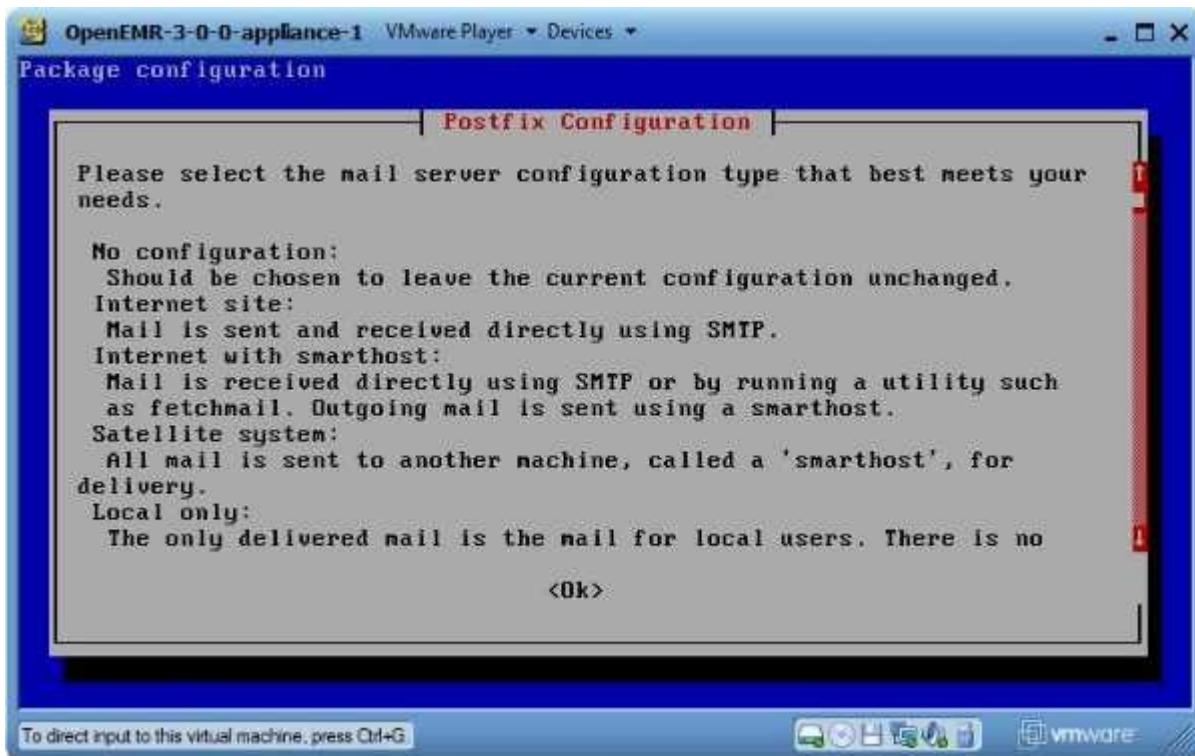 OpenEMR-3-0-0-appliance-1 VMware Player Devices
Package configuration
Postfix Configuration
Please select the mail server configuration type that best meets your
needs.
No configuration:
Should be chosen to leave the current configuration unchanged.
Internet site:
Mail is sent and received directly using SMTP.
Internet with smarthost:
Mail is received directly using SMTP or by running a utility such
as fetchmail. Outgoing mail is sent using a smarthost.
Satellite system:
All mail is sent to another machine, called a 'smarthost', for
delivery.
Local only:
The only delivered mail is the mail for local users. There is no
<Ok>
To direct input to this virtual machine, press Ctrl+G.
vmware